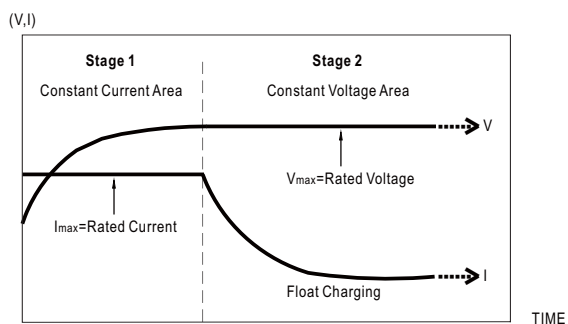 (V,I)
Stage 1
Constant Current Area
Stage 2
Constant Voltage Area
V
Vmax=Rated Voltage
Imax=Rated Current
I
Float Charging
TIME